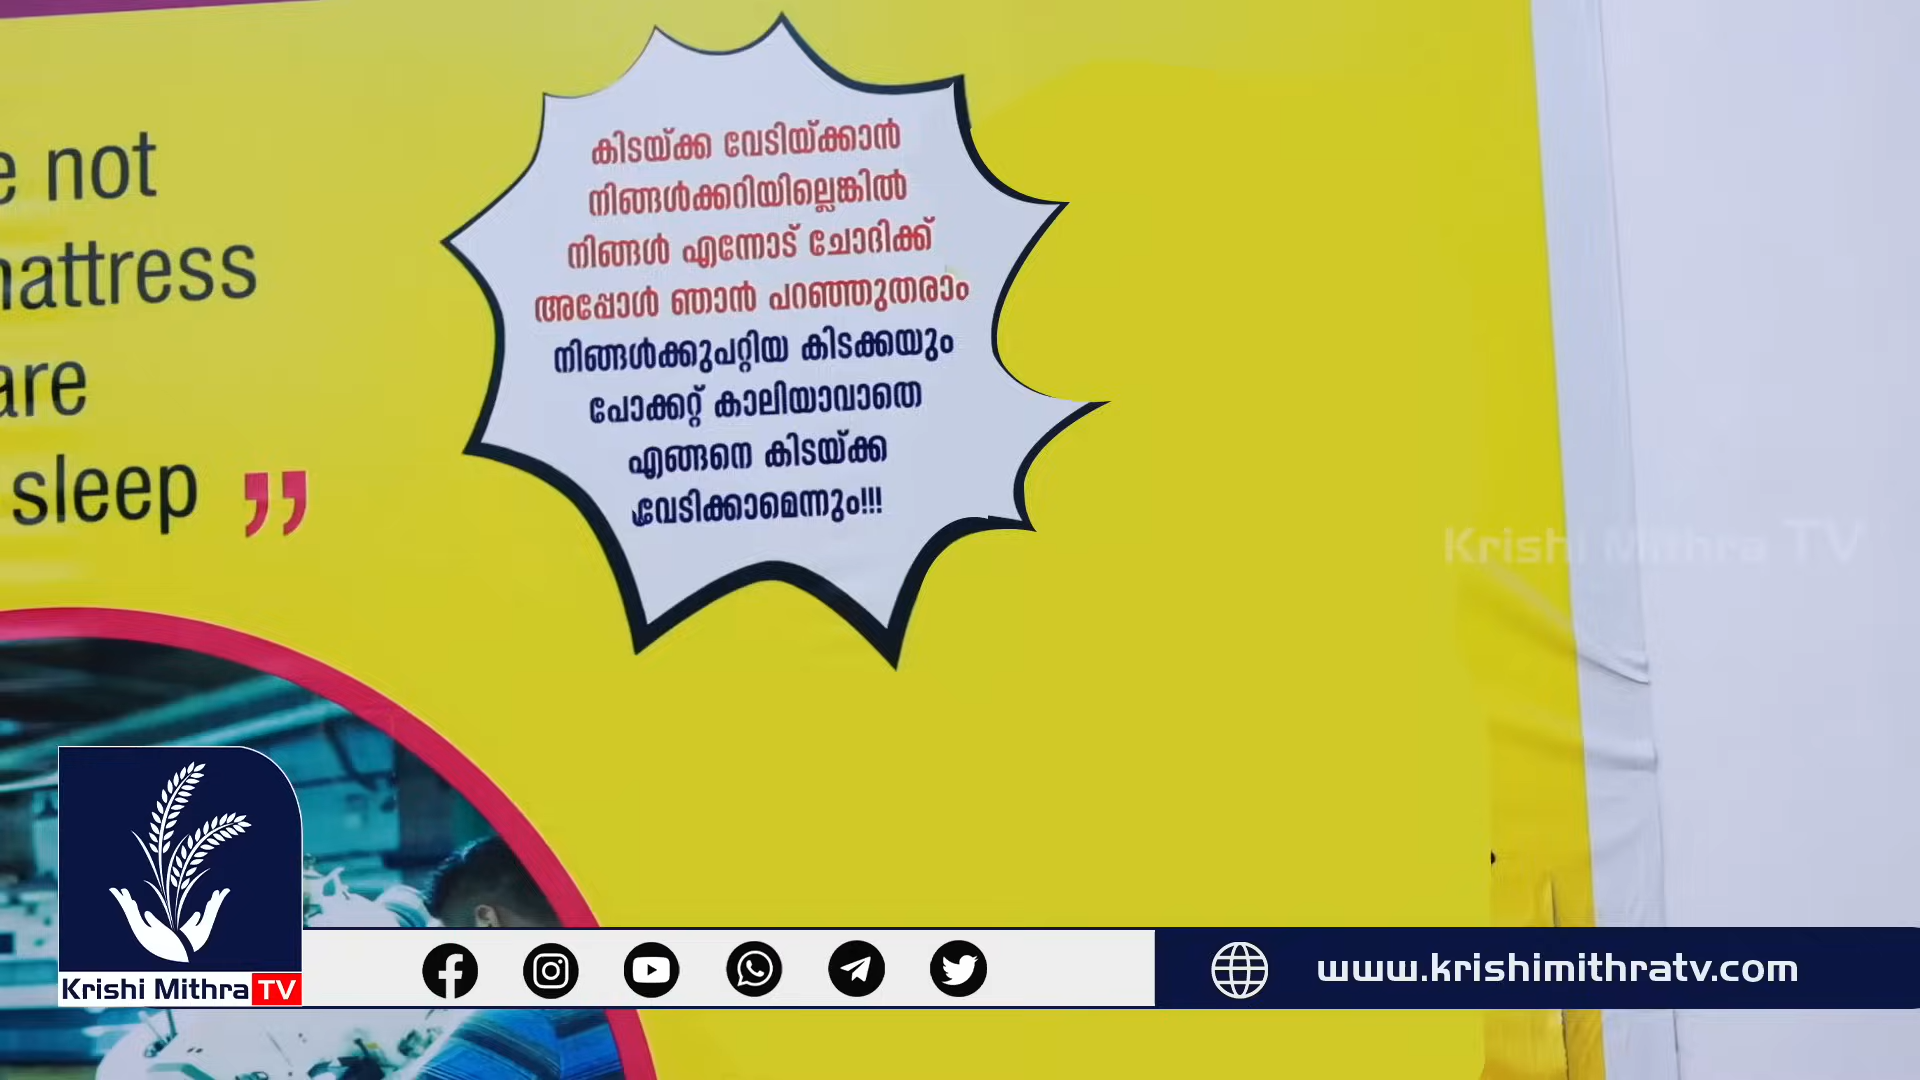 not
mattress
are
sleep ”
കിടയ്ക്ക വേടിയ്ക്കാൻ
നിങ്ങൾക്കറിയില്ലെങ്കിൽ
നിങ്ങൾ എന്നോട് ചോദിക്ക്
അപ്പോൾ ഞാൻ പറഞ്ഞുതരാം
നിങ്ങൾക്കുപറ്റിയ കിടക്കയും
പോക്കറ്റ് കാലിയാവാതെ
എങ്ങനെ കിടയ്ക്ക
വേടിക്കാമെന്നും!!!
Krishi Mithra TV
Krishi Mithra TV
www.krishimithratv.com